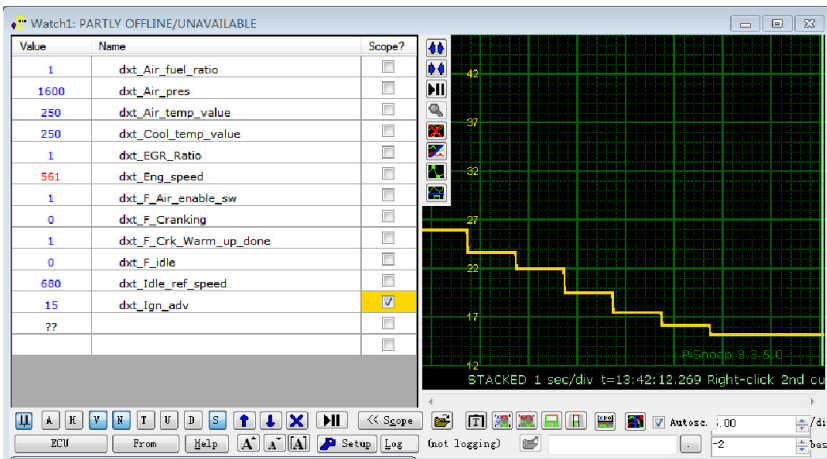 Watch1: PARTLY OFFLINE/UNAVAILABLE
Value Name Scope?
1 dxt_Air_fuel_ratio
1600 dxt_Air_pres
250 dxt_Air_temp_value
250 dxt_Cool_temp_value
1 dxt_EGR_Ratio
561 dxt_Eng_speed
1 dxt_F_Air_enable_sw
0 dxt_F_Cranking
1 dxt_F_Crk_Warm_up_done
0 dxt_F_idle
680 dxt_Idle_ref_speed
15 dxt_Ign_adv
??
42
37
32
27
22
17
12
PiSnoop 8.3.5.0
STACKED 1 sec/div t=13:42:12.269 Right-click 2nd cu
A H V N T U D S << Scope T Autosc. .00 /di
ECU From Help A A [A] Setup Log (not logging) . -2 bas